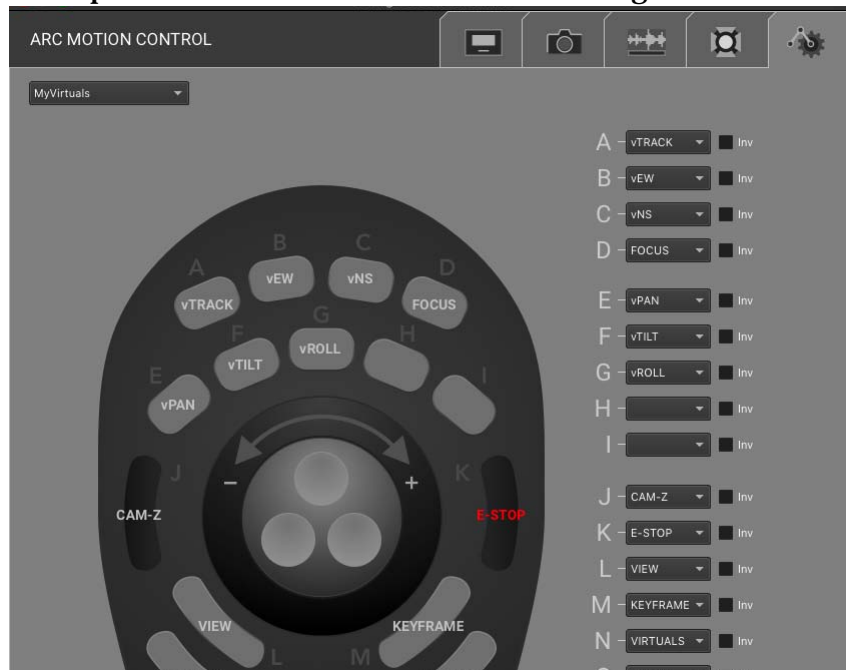 ARC MOTION CONTROL
MyVirtuals
A vTRACK Inv
B vEW Inv
C vNS Inv
D FOCUS Inv
E vPAN Inv
F vTILT Inv
G vROLL Inv
H Inv
I Inv
J CAM-Z Inv
K E-STOP Inv
L VIEW Inv
M KEYFRAME Inv
N VIRTUALS Inv
B C
vEW vNS
A D
vTRACK FOCUS
G
F vROLL H
vTILT
E I
vPAN
J - + K
CAM-Z E-STOP
VIEW KEYFRAME
L M